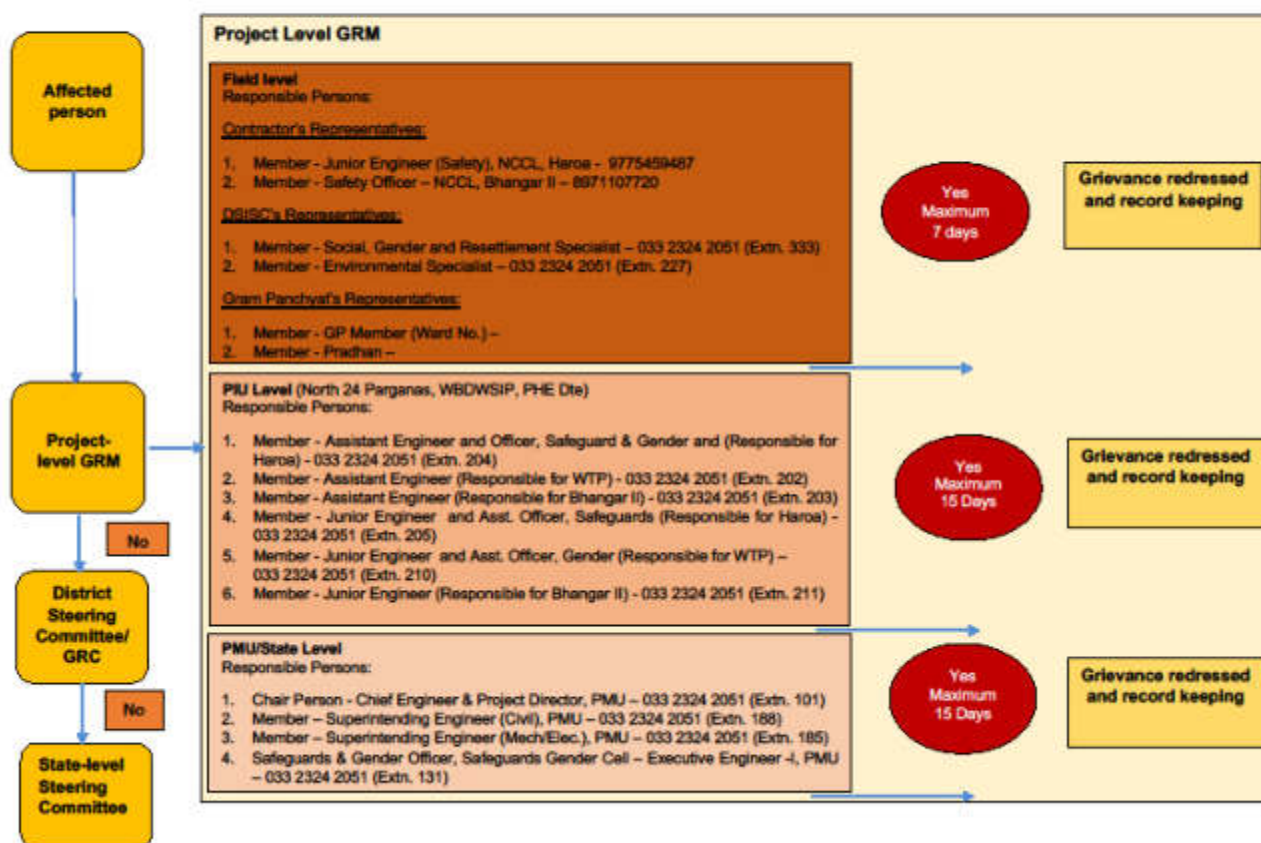 Affected
person
Project-
level GRM
No
District
Steering
Committee/
GRC
No
State-level
Steering
Committee
Project Level GRM
Field level
Responsible Persons:
Contractor's Representatives:
1. Member - Junior Engineer (Safety), NCCL, Haroa - 9775459487
2. Member - Safety Officer – NCCL, Bhangar II – 8971107720
DSISC's Representatives:
1. Member - Social, Gender and Resettlement Specialist – 033 2324 2051 (Extn. 333)
2. Member - Environmental Specialist – 033 2324 2051 (Extn. 227)
Gram Panchyat's Representatives:
1. Member - GP Member (Ward No.) –
2. Member - Pradhan –
Yes
Maximum
7 days
Grievance redressed
and record keeping
PIU Level (North 24 Parganas, WBDWSIP, PHE Dte)
Responsible Persons:
1. Member - Assistant Engineer and Officer, Safeguard & Gender and (Responsible for
Haroa) - 033 2324 2051 (Extn. 204)
2. Member - Assistant Engineer (Responsible for WTP) - 033 2324 2051 (Extn. 202)
3. Member - Assistant Engineer (Responsible for Bhangar II) - 033 2324 2051 (Extn. 203)
4. Member - Junior Engineer and Asst. Officer, Safeguards (Responsible for Haroa) -
033 2324 2051 (Extn. 205)
5. Member - Junior Engineer and Asst. Officer, Gender (Responsible for WTP) –
033 2324 2051 (Extn. 210)
6. Member - Junior Engineer (Responsible for Bhangar II) - 033 2324 2051 (Extn. 211)
Yes
Maximum
15 Days
Grievance redressed
and record keeping
PMU/State Level
Responsible Persons:
1. Chair Person - Chief Engineer & Project Director, PMU – 033 2324 2051 (Extn. 101)
2. Member – Superintending Engineer (Civil), PMU – 033 2324 2051 (Extn. 188)
3. Member – Superintending Engineer (Mech/Elec.), PMU – 033 2324 2051 (Extn. 185)
4. Safeguards & Gender Officer, Safeguards Gender Cell – Executive Engineer -I, PMU
– 033 2324 2051 (Extn. 131)
Yes
Maximum
15 Days
Grievance redressed
and record keeping